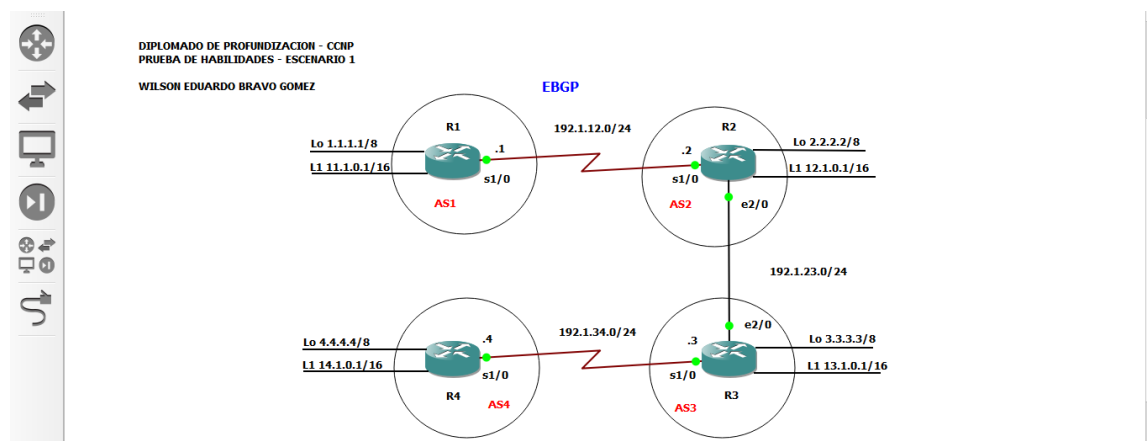 DIPLOMADO DE PROFUNDIZACION - CCNP
PRUEBA DE HABILIDADES - ESCENARIO 1
WILSON EDUARDO BRAVO GOMEZ
EBGP
R1
192.1.12.0/24
R2
Lo 1.1.1.1/8
.1
.2
Lo 2.2.2.2/8
L1 11.1.0.1/16
s1/0
s1/0
L1 12.1.0.1/16
AS1
AS2
e2/0
192.1.23.0/24
e2/0
Lo 4.4.4.4/8
.4
192.1.34.0/24
.3
Lo 3.3.3.3/8
L1 14.1.0.1/16
s1/0
s1/0
L1 13.1.0.1/16
R4
AS4
AS3
R3